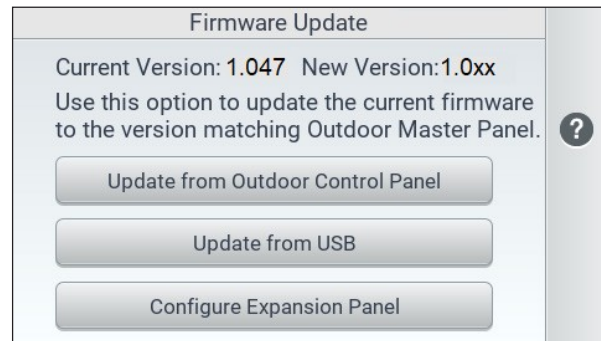 Firmware Update
Current Version: 1.047 New Version:1.0xx
Use this option to update the current firmware
to the version matching Outdoor Master Panel.
?
Update from Outdoor Control Panel
Update from USB
Configure Expansion Panel